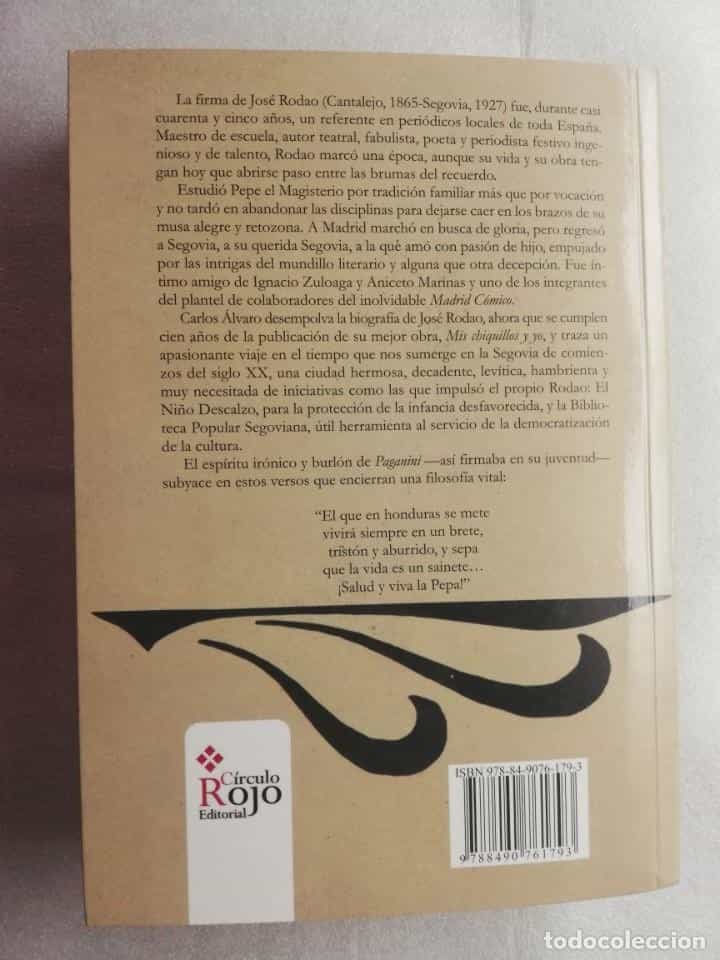 La firma de José Rodao (Cantalejo, 1865-Segovia, 1927) fue, durante casi
cuarenta y cinco años, un referente en periódicos locales de toda España.
Maestro de escuela, autor teatral, fabulista, poeta y periodista festivo inge-
nioso y de talento, Rodao marcó una época, aunque su vida y su obra ten-
gan hoy que abrirse paso entre las brumas del recuerdo.
Estudió Pepe el Magisterio por tradición familiar más que por vocación
y no tardó en abandonar las disciplinas para dejarse caer en los brazos de su
musa alegre y retozona. A Madrid marchó en busca de gloria, pero regresó
a Segovia, a su querida Segovia, a la que amó con pasión de hijo, empujado
por las intrigas del mundillo literario y alguna que otra decepción. Fue ín-
timo amigo de Ignacio Zuloaga y Aniceto Marinas y uno de los integrantes
del plantel de colaboradores del inolvidable Madrid Cómico.
Carlos Álvaro desempolva la biografía de José Rodao, ahora que se cumplen
cien años de la publicación de su mejor obra, Mis chiquillos y yo, y traza un
apasionante viaje en el tiempo que nos sumerge en la Segovia de comien-
zos del siglo XX, una ciudad hermosa, decadente, levítica, hambrienta y
muy necesitada de iniciativas como las que impulsó el propio Rodao: El
Niño Descalzo, para la protección de la infancia desfavorecida, y la Biblio-
teca Popular Segoviana, útil herramienta al servicio de la democratización
de la cultura.
El espíritu irónico y burlón de Paganini —así firmaba en su juventud—
subyace en estos versos que encierran una filosofía vital:
“El que en honduras se mete
vivirá siempre en un brete,
tristón y aburrido, y sepa
que la vida es un sainete…
¡Salud y viva la Pepa!”
Círculo
Rojo
Editorial
ISBN 978-84-9076-179-3
9 788490 761793
todocoleccion